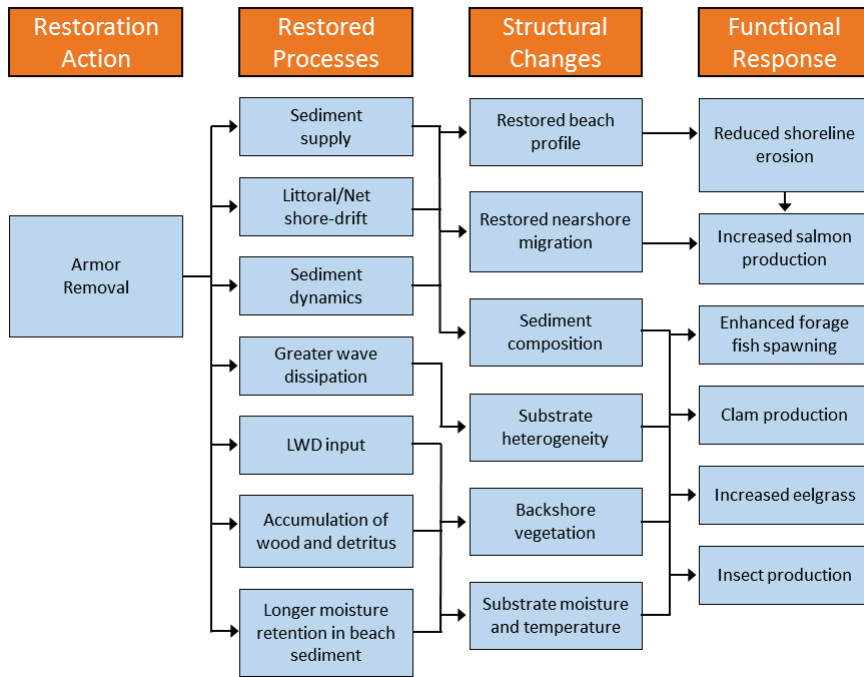 Restoration
Action
Restored
Processes
Structural
Changes
Functional
Response
Armor
Removal
Sediment
supply
Littoral/Net
shore-drift
Sediment
dynamics
Greater wave
dissipation
LWD input
Accumulation of
wood and detritus
Longer moisture
retention in beach
sediment
Restored beach
profile
Restored nearshore
migration
Sediment
composition
Substrate
heterogeneity
Backshore
vegetation
Substrate moisture
and temperature
Reduced shoreline
erosion
Increased salmon
production
Enhanced forage
fish spawning
Clam production
Increased eelgrass
Insect production